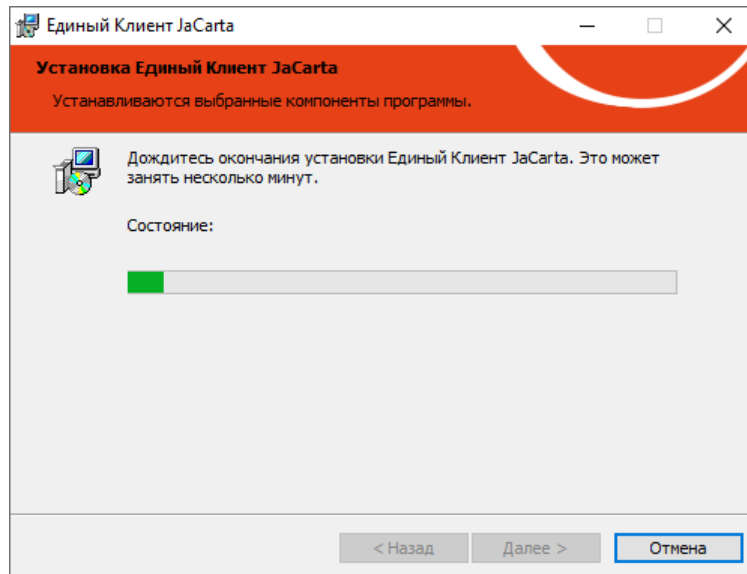 Единый Клиент JaCarta
Установка Единый Клиент JaCarta
Устанавливаются выбранные компоненты программы.
Дождитесь окончания установки Единый Клиент JaCarta. Это может
занять несколько минут.
Состояние:
< Назад
Далее >
Отмена